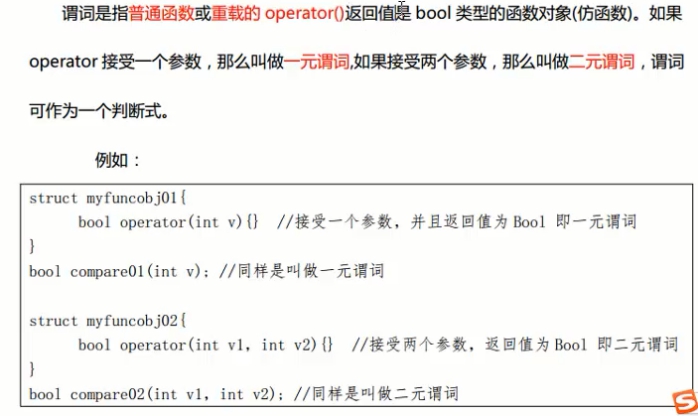 谓词是指普通函数或重载的 operator()返回值是 bool 类型的函数对象(仿函数)。如果
operator 接受一个参数，那么叫做一元谓词,如果接受两个参数，那么叫做二元谓词，谓词
可作为一个判断式。
例如：
struct myfuncobj01{
bool operator(int v){} //接受一个参数，并且返回值为Bool 即一元谓词
}
bool compare01(int v); //同样是叫做一元谓词
struct myfuncobj02{
bool operator(int v1, int v2){} //接受两个参数，返回值为Bool 即二元谓词
}
bool compare02(int v1, int v2); //同样是叫做二元谓词